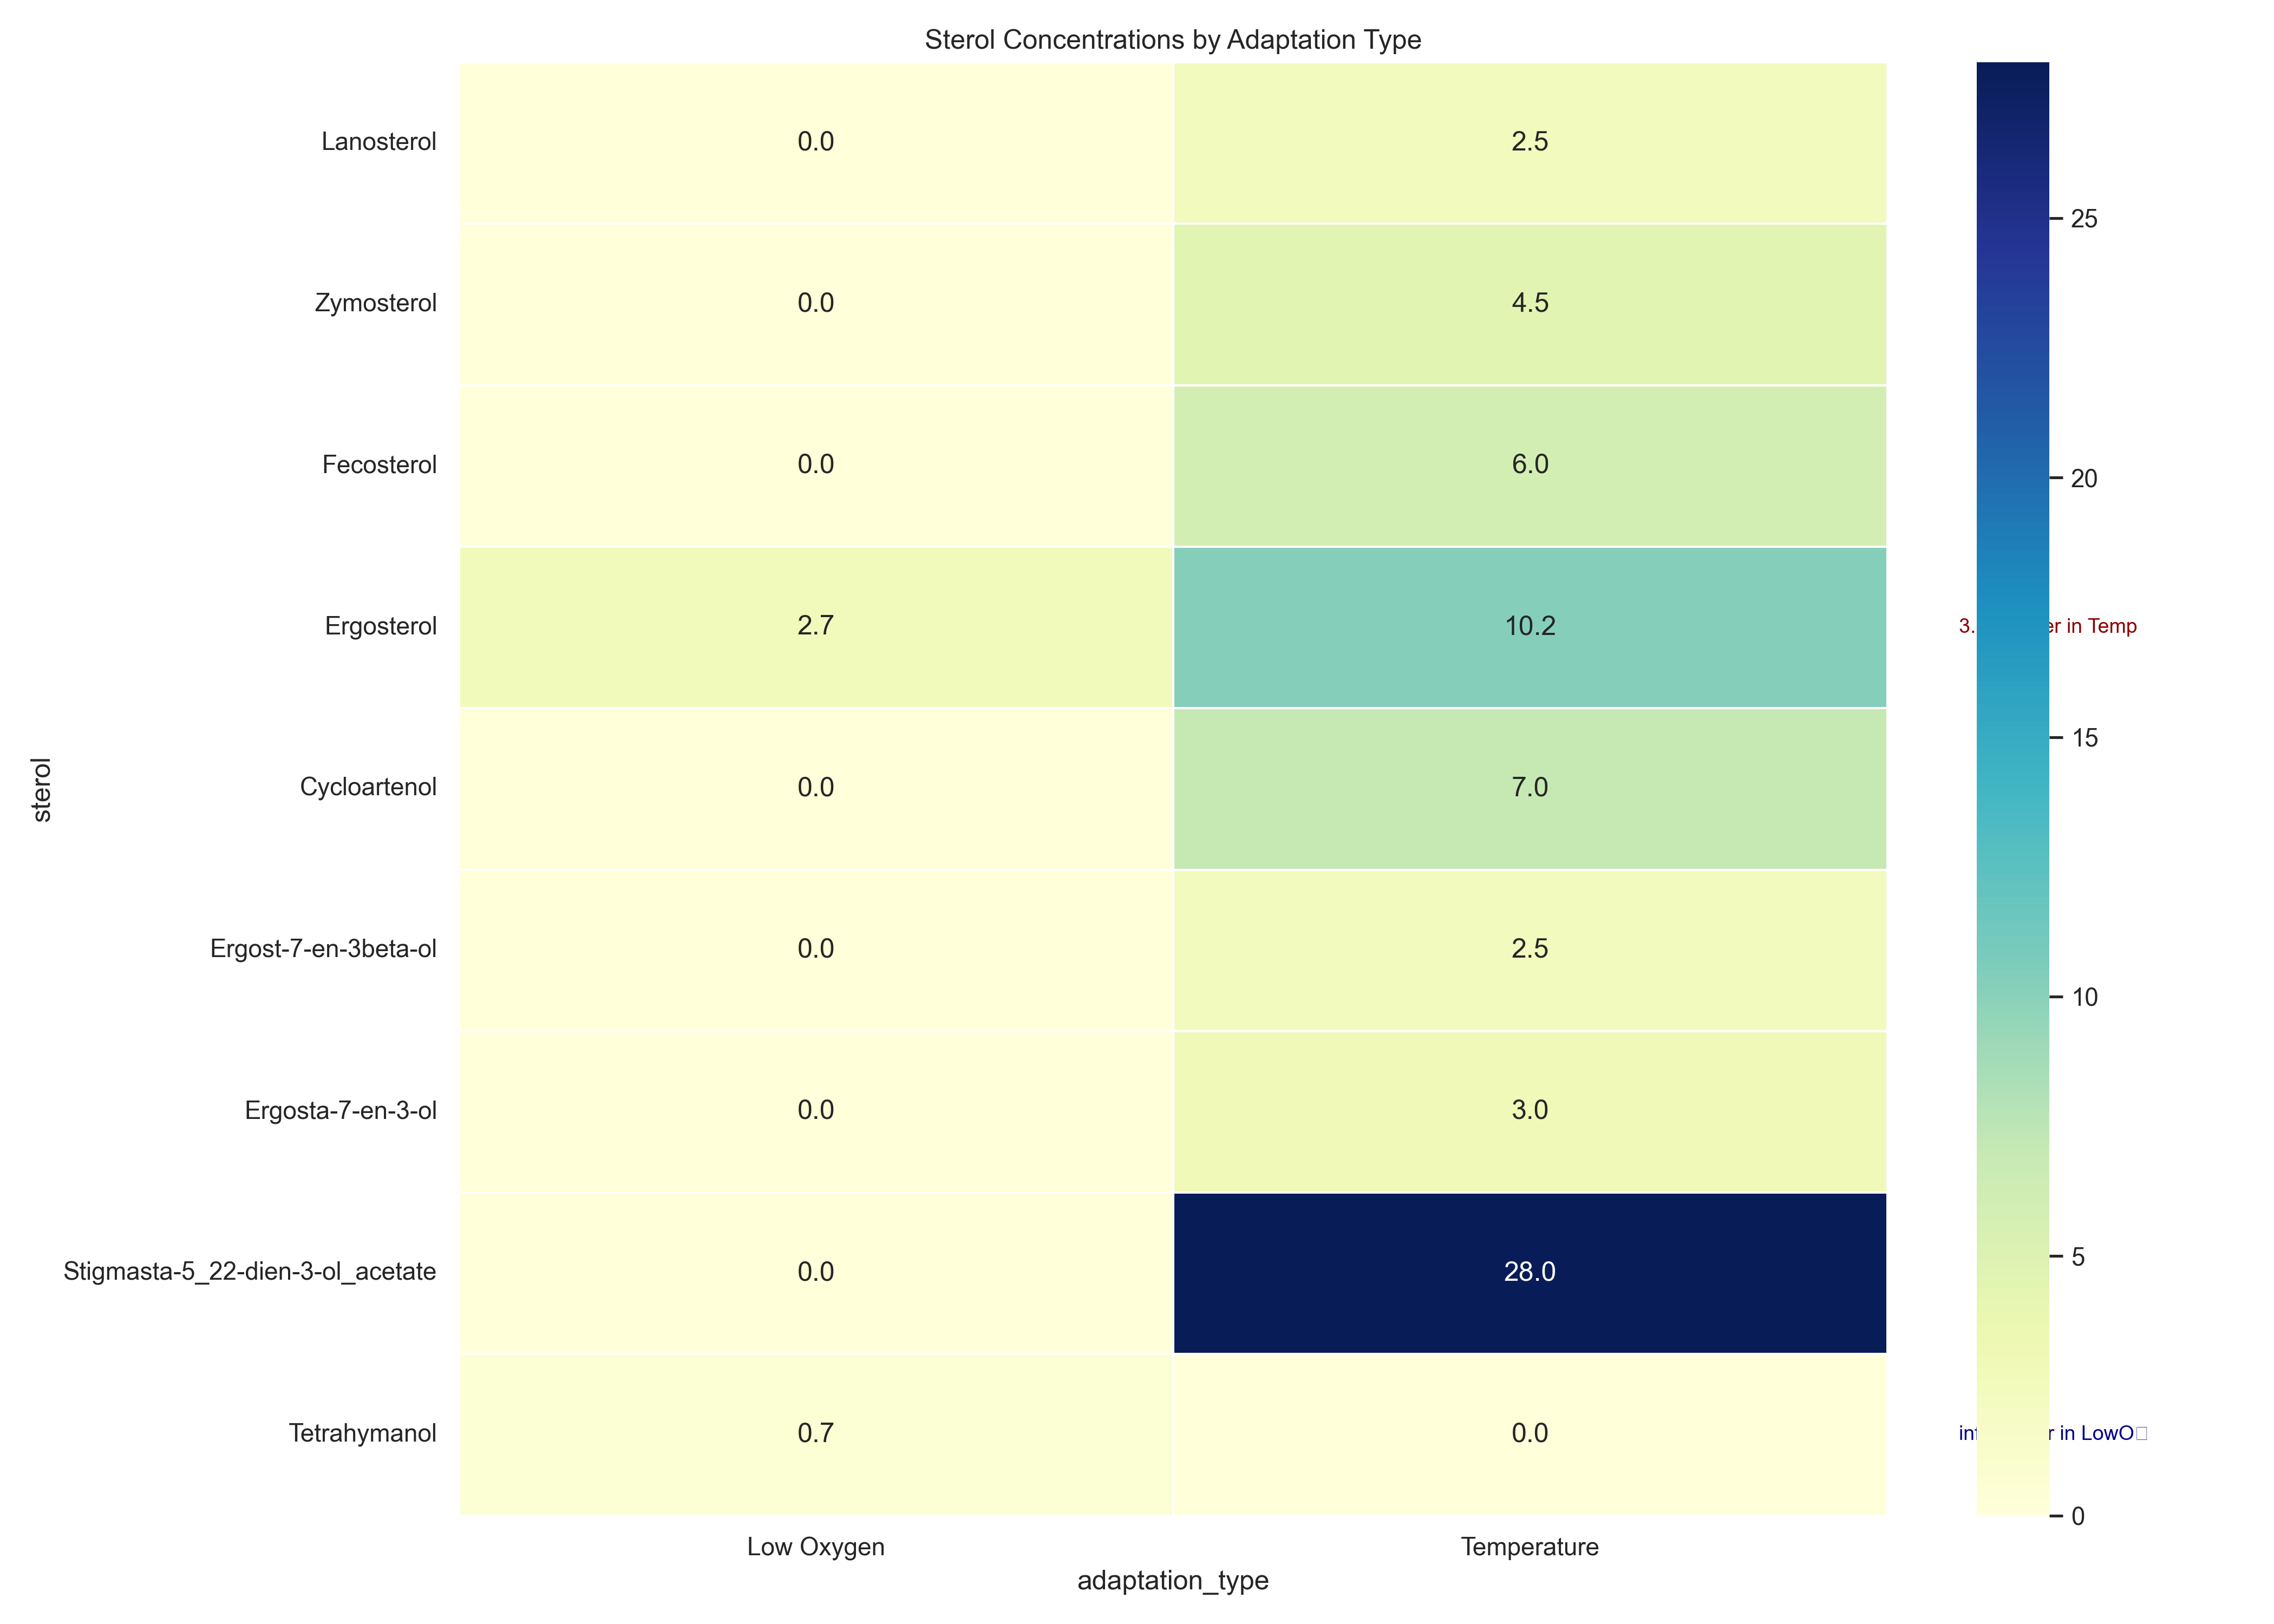 Sterol Concentrations by Adaptation Type
Lanosterol 0.0 2.5
25
Zymosterol 0.0 4.5
Fecosterol 0.0 6.0
20
Ergosterol 2.7 10.2
in Temp
15
sterol
Cycloartenol 0.0 7.0
Ergost-7-en-3beta-ol 0.0 2.5
10
Ergosta-7-en-3-ol 0.0 3.0
5
Stigmasta-5_22-dien-3-ol_acetate 0.0 28.0
Tetrahymanol 0.7 0.0
in LowO
0
Low Oxygen Temperature
adaptation_type